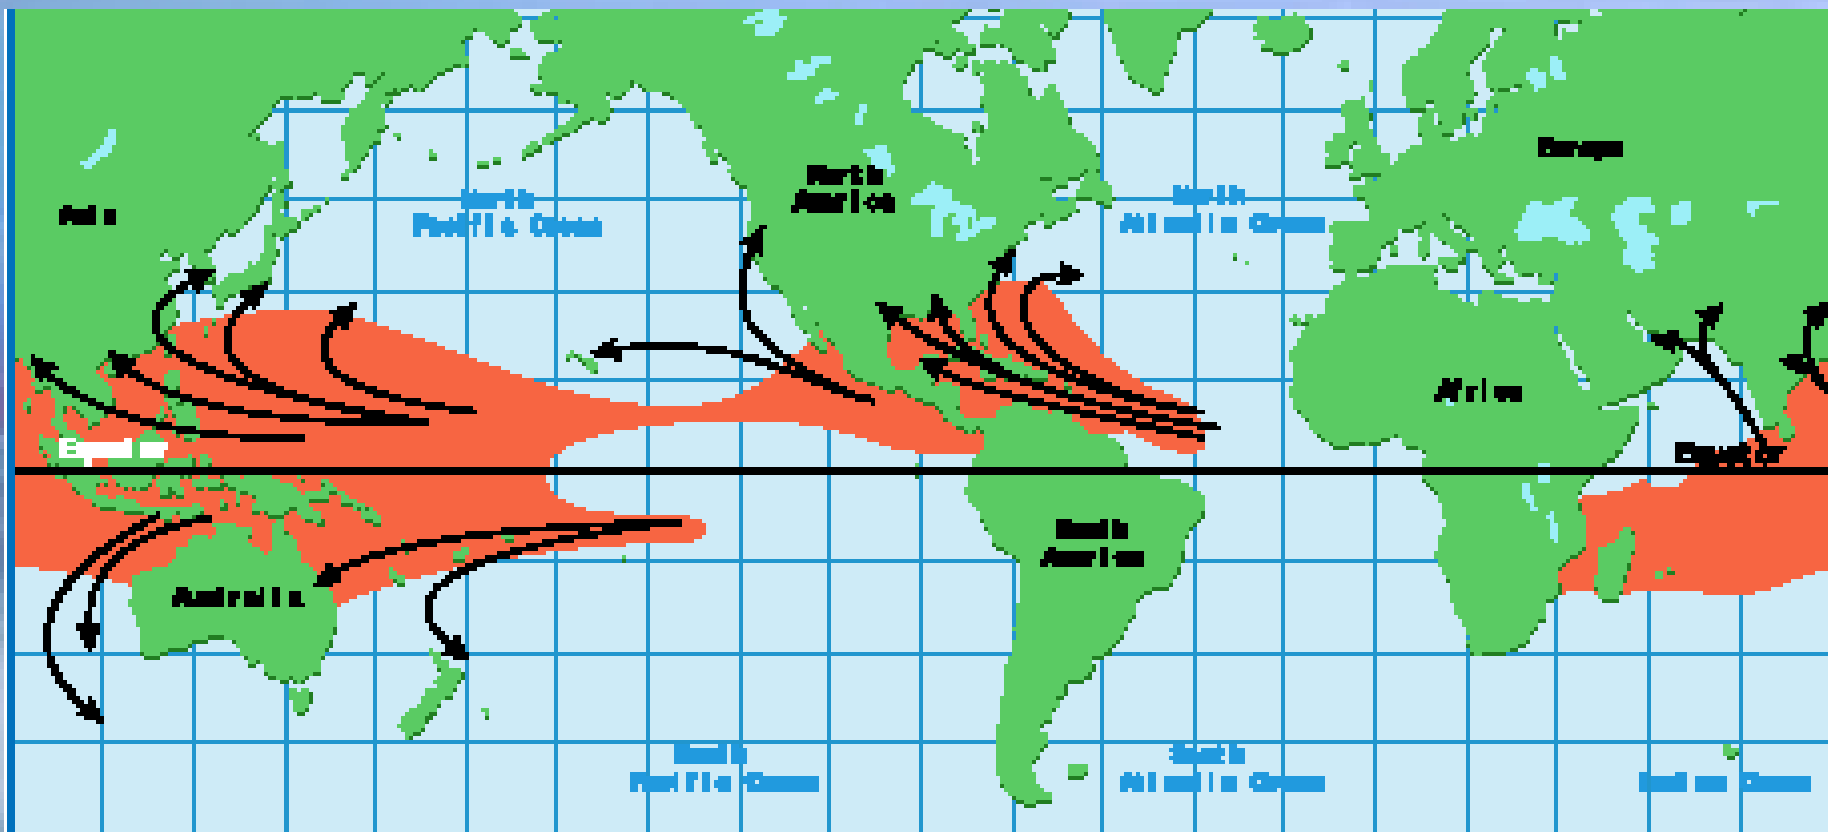 Europe
North
America
Asia
North
Pacific Ocean
North
Atlantic Ocean
Africa
Equator
Equator
South
America
Australia
South
Pacific Ocean
South
Atlantic Ocean
Indian Ocean